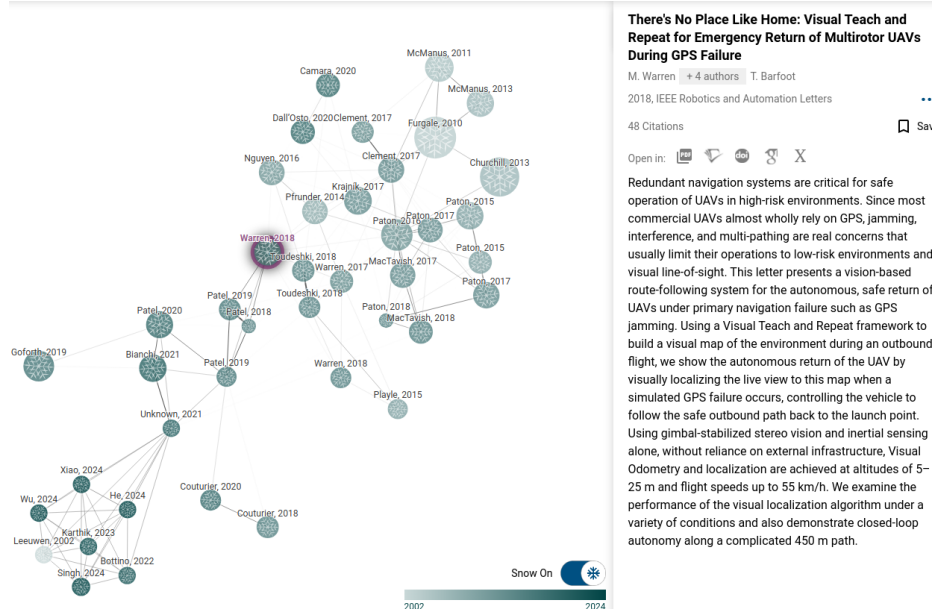 McManus, 2011
Camara, 2020
McManus, 2013
Dall'Osto, 2020
Clement, 2017
Furgale, 2010
Nguyen, 2016
Clement, 2017
Churchill, 2013
Krajnik, 2017
Pfrunder, 2014
Paton, 2015
Paton, 2016
Paton, 2017
Warren, 2018
Toudeshki, 2018
Paton, 2015
MacTavish, 2017
Warren, 2017
Paton, 2017
Patel, 2019
Toudeshki, 2018
Patel, 2018
Patel, 2020
Paton, 2018
MacTavish, 2018
Goforth, 2019
Bianchi, 2021
Patel, 2019
Warren, 2018
Playle, 2015
Unknown, 2021
Xiao, 2024
Couturier, 2020
Wu, 2024
He, 2024
Couturier, 2018
Karthik, 2023
Leeuwen, 2002
Bottino, 2022
Singh, 2024
Snow On
2002
2024
There's No Place Like Home: Visual Teach and
Repeat for Emergency Return of Multirotor UAVs
During GPS Failure
M. Warren + 4 authors T. Barfoot
2018, IEEE Robotics and Automation Letters
48 Citations
Sav
Open in: PDF doi g X
Redundant navigation systems are critical for safe
operation of UAVs in high-risk environments. Since most
commercial UAVs almost wholly rely on GPS, jamming,
interference, and multi-pathing are real concerns that
usually limit their operations to low-risk environments and
visual line-of-sight. This letter presents a vision-based
route-following system for the autonomous, safe return of
UAVs under primary navigation failure such as GPS
jamming. Using a Visual Teach and Repeat framework to
build a visual map of the environment during an outbound
flight, we show the autonomous return of the UAV by
visually localizing the live view to this map when a
simulated GPS failure occurs, controlling the vehicle to
follow the safe outbound path back to the launch point.
Using gimbal-stabilized stereo vision and inertial sensing
alone, without reliance on external infrastructure, Visual
Odometry and localization are achieved at altitudes of 5–
25 m and flight speeds up to 55 km/h. We examine the
performance of the visual localization algorithm under a
variety of conditions and also demonstrate closed-loop
autonomy along a complicated 450 m path.